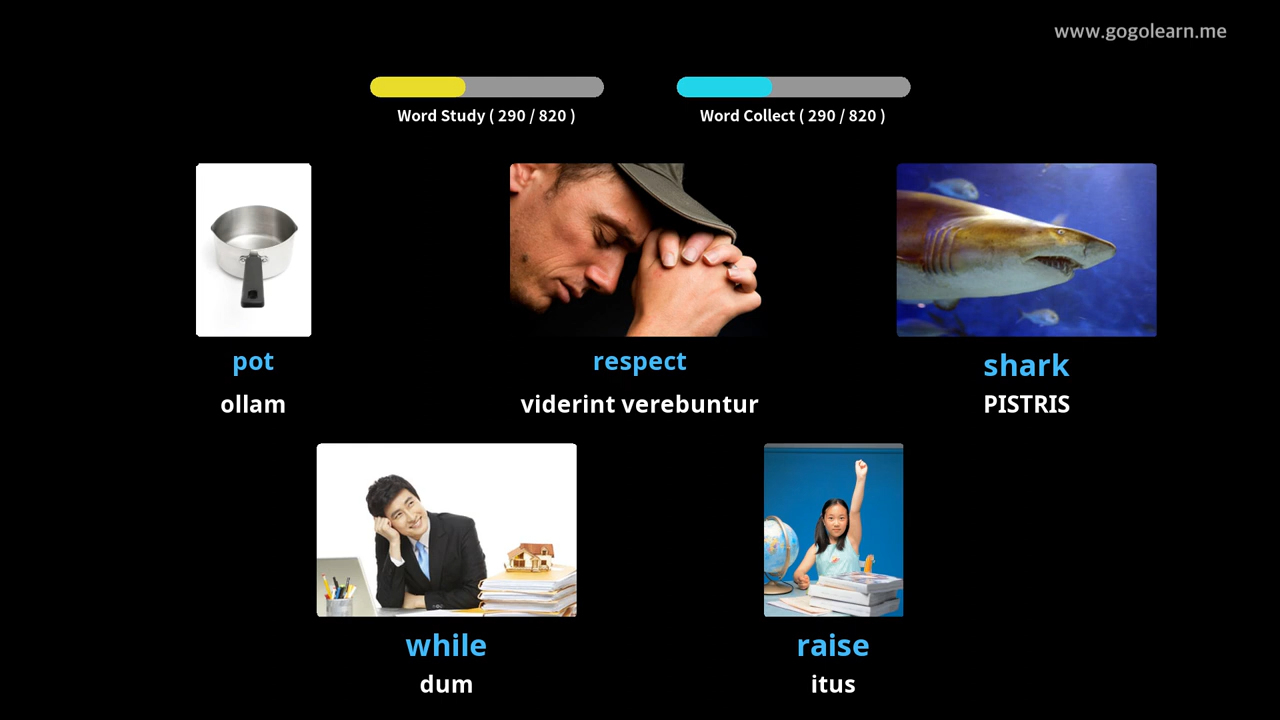 www.gogolearn.me
Word Study ( 290 / 820 )
Word Collect ( 290 / 820 )
pot
respect
shark
ollam
viderint verebuntur
PISTRIS
while
raise
dum
itus